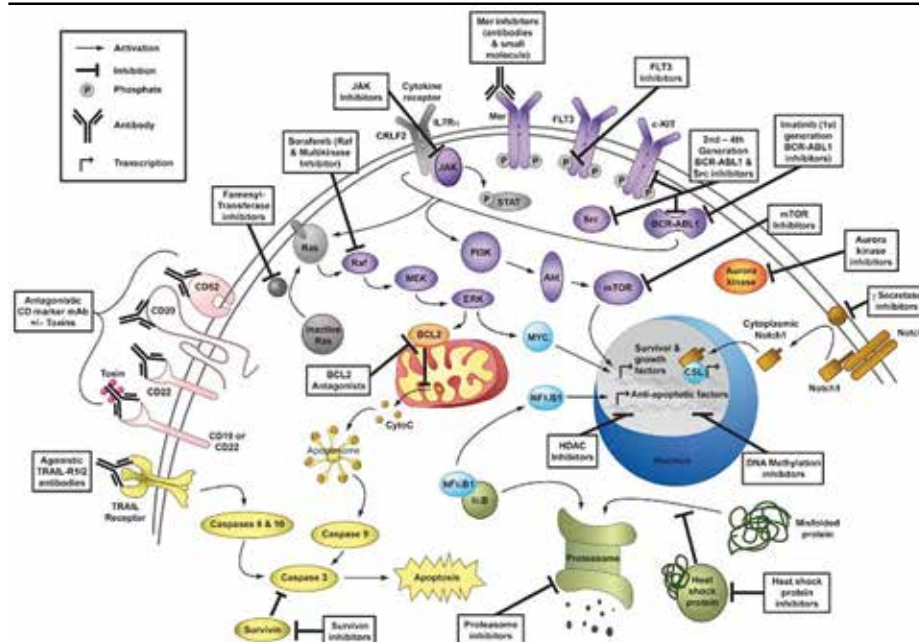 Activation
Inhibition
P
Phosphate
Antibody
Transcription
Mer inhibitors
(antibodies
& small
molecule)
JAK
Inhibitors
Cytokine
receptor
CRLF2
JAK
P
STAT
Mer
P
P
FLT3
P
P
FLT3
Inhibitors
c-KIT
P
P
2nd – 4th
Generation
BCR-ABL1 &
Src inhibitors
Imatinib (1st
generation
BCR-ABL1
inhibitors)
Sorafenib (Raf
& Multikinase
Inhibitor)
Farnesyl-
Transferase
inhibitors
Ras
Raf
MEK
ERK
PI3K
Akt
mTOR
Src
BCR-ABL1
mTOR
Inhibitors
Aurora
kinase
Aurora
kinase
inhibitors
γ Secretase
inhibitors
Antagonistic
CD marker mAb
+/- Toxins
CD52
CD20
Inactive
Ras
Toxin
CD22
CD19 or
CD22
BCL2
BCL2
Antagonists
CytoC
MYC
Survival &
growth
factors
Anti-apoptotic factors
CSL
Cytoplasmic
Notch1
Notch1
Nucleus
HDAC
Inhibitors
DNA Methylation
inhibitors
Agonistic
TRAIL-R1/2
antibodies
TRAIL
Receptor
Apoptosome
Caspases 8 & 10
Caspase 9
Caspase 3
Apoptosis
Survivin
Survivin
inhibitors
Proteasome
Proteasome
inhibitors
Misfolded
protein
Heat
shock
protein
Heat shock
protein
inhibitors